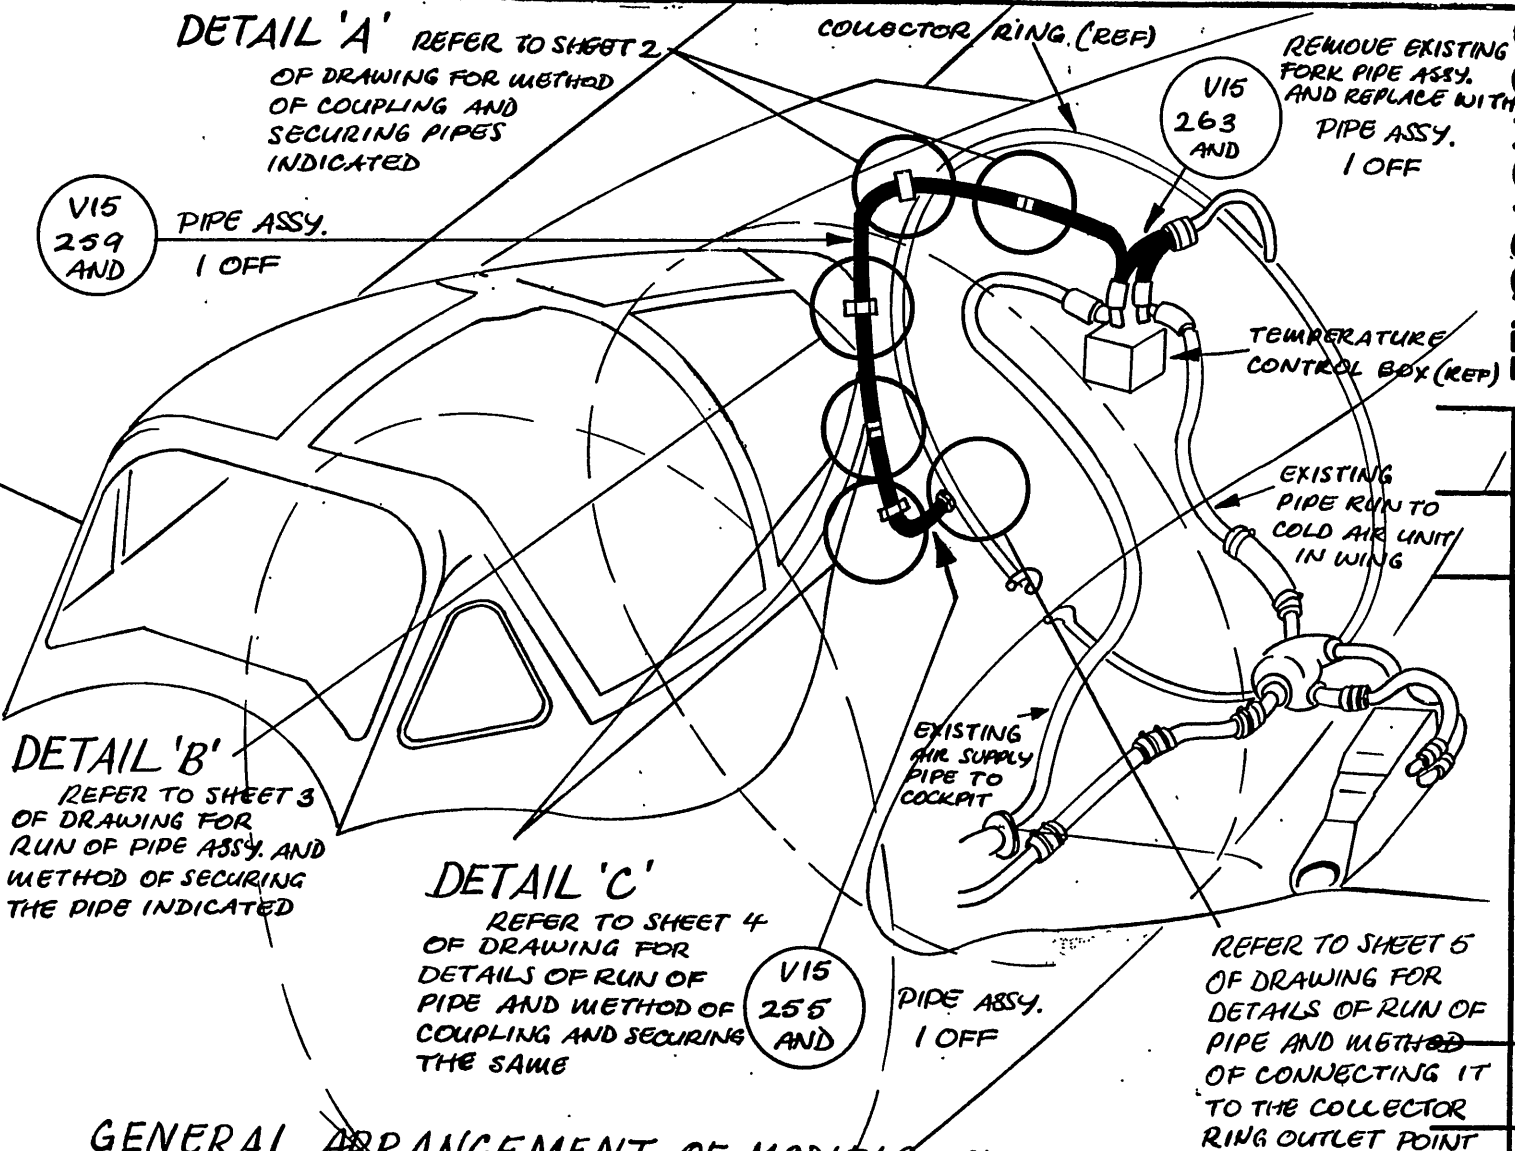 DETAIL 'A' REFER TO SHEET 2
OF DRAWING FOR METHOD
OF COUPLING AND
SECURING PIPES
INDICATED
COLLECTOR RING. (REF)
REMOVE EXISTING
FORK PIPE ASSY.
AND REPLACE WITH
PIPE ASSY.
1 OFF
V15
263
AND
V15
259
AND
PIPE ASSY.
1 OFF
TEMPERATURE
CONTROL BOX (REF)
EXISTING
PIPE RUN TO
COLD AIR UNIT
IN WING
EXISTING
AIR SUPPLY
PIPE TO
COCKPIT
DETAIL 'B'
REFER TO SHEET 3
OF DRAWING FOR
RUN OF PIPE ASSY. AND
METHOD OF SECURING
THE PIPE INDICATED
DETAIL 'C'
REFER TO SHEET 4
OF DRAWING FOR
DETAILS OF RUN OF
PIPE AND METHOD OF
COUPLING AND SECURING
THE SAME
V15
255
AND
PIPE ASSY.
1 OFF
REFER TO SHEET 5
OF DRAWING FOR
DETAILS OF RUN OF
PIPE AND METHOD
OF CONNECTING IT
TO THE COLLECTOR
RING OUTLET POINT
GENERAL ARRANGEMENT OF